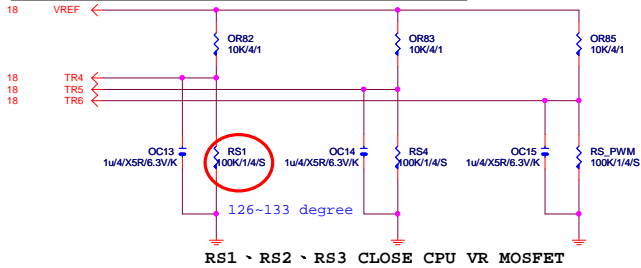 18 VREF
OR82
10K/4/1
OR83
10K/4/1
OR85
10K/4/1
18 TR4
18 TR5
18 TR6
OC13
1u/4/X5R/6.3V/K
RS1
100K/1/4/S
OC14
1u/4/X5R/6.3V/K
RS4
100K/1/4/S
OC15
1u/4/X5R/6.3V/K
RS_PWM
100K/1/4/S
126~133 degree
RS1、RS2、RS3 CLOSE CPU VR MOSFET